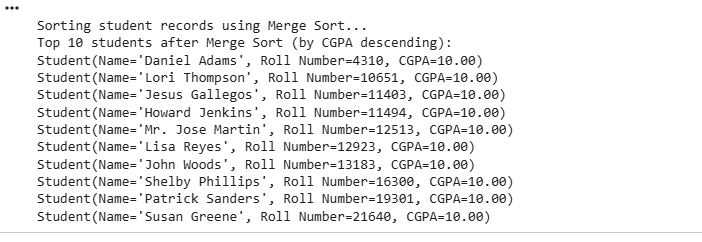 •••
Sorting student records using Merge Sort...
Top 10 students after Merge Sort (by CGPA descending):
Student(Name='Daniel Adams', Roll Number=4310, CGPA=10.00)
Student(Name='Lori Thompson', Roll Number=10651, CGPA=10.00)
Student(Name='Jesus Gallegos', Roll Number=11403, CGPA=10.00)
Student(Name='Howard Jenkins', Roll Number=11494, CGPA=10.00)
Student(Name='Mr. Jose Martin', Roll Number=12513, CGPA=10.00)
Student(Name='Lisa Reyes', Roll Number=12923, CGPA=10.00)
Student(Name='John Woods', Roll Number=13183, CGPA=10.00)
Student(Name='Shelby Phillips', Roll Number=16300, CGPA=10.00)
Student(Name='Patrick Sanders', Roll Number=19301, CGPA=10.00)
Student(Name='Susan Greene', Roll Number=21640, CGPA=10.00)